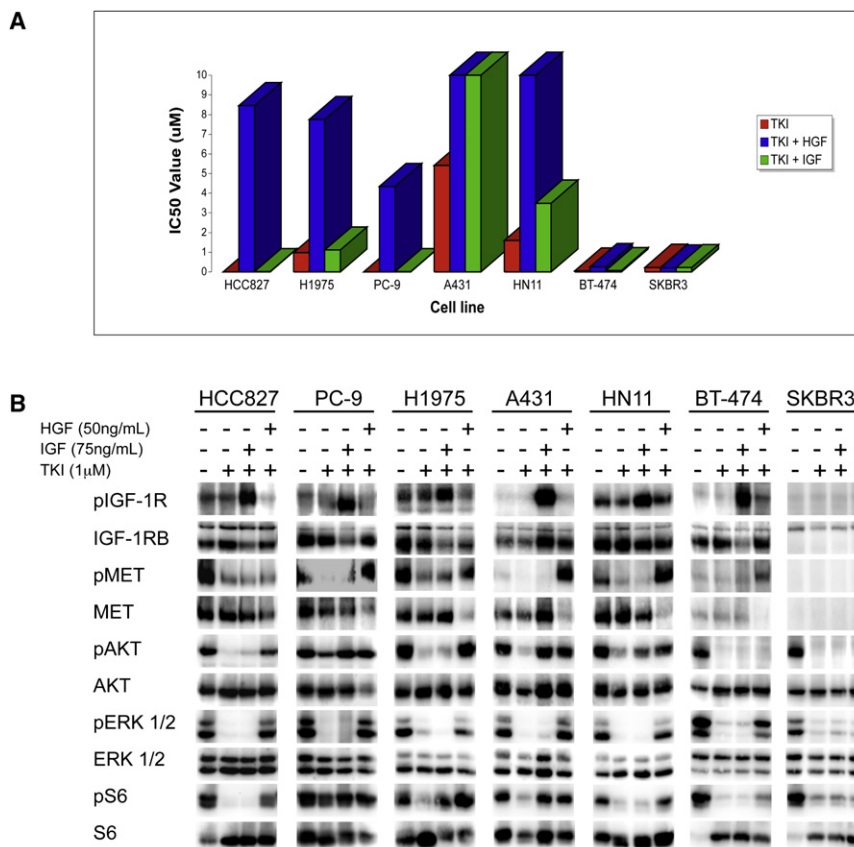 A
IC50 Value (uM)
10
9
8
7
6
5
4
3
2
1
0
HCC827 H1975 PC-9 A431 HN11 BT-474 SKBR3
Cell line
TKI
TKI + HGF
TKI + IGF
B
HCC827 PC-9 H1975 A431 HN11 BT-474 SKBR3
HGF (50ng/mL) - - - + - - - + - - - + - - - + - - - + - - - + - - -
IGF (75ng/mL) - - + - - - + - - - + - - - + - - - + - - - + - - - +
TKI (1μM) - + + + - + + + - + + + - + + + - + + + - + + + - + +
pIGF-1R
IGF-1RB
pMET
MET
pAKT
AKT
pERK 1/2
ERK 1/2
pS6
S6